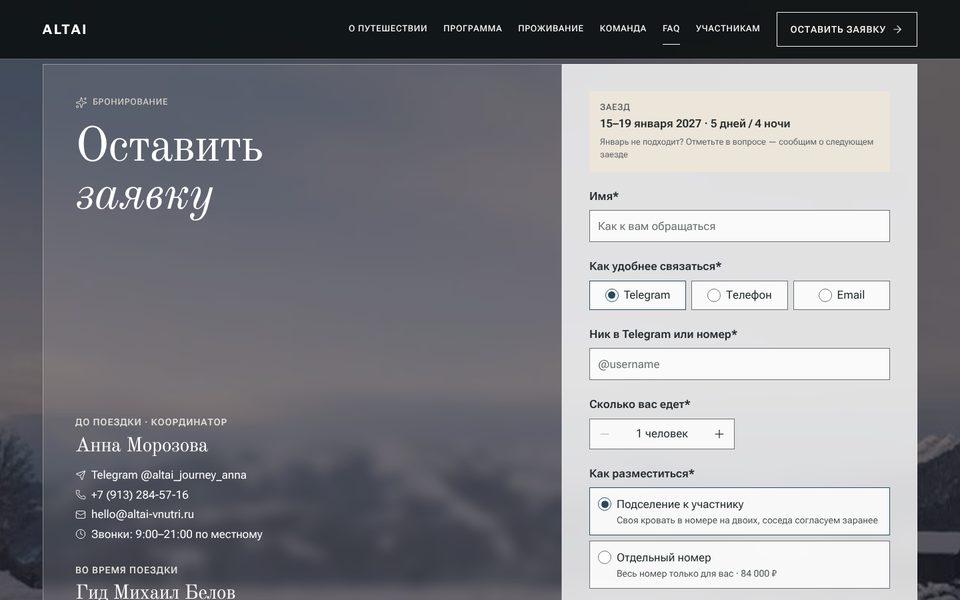 ALTAI
О ПУТЕШЕСТВИИ
ПРОГРАММА
ПРОЖИВАНИЕ
КОМАНДА
FAQ
УЧАСТНИКАМ
ОСТАВИТЬ ЗАЯВКУ →
БРОНИРОВАНИЕ
Оставить
заявку
ДО ПОЕЗДКИ · КООРДИНАТОР
Анна Морозова
Telegram @altai_journey_anna
+7 (913) 284-57-16
hello@altai-vnutri.ru
Звонки: 9:00–21:00 по местному
ВО ВРЕМЯ ПОЕЗДКИ
Гид Михаил Белов
ЗАЕЗД
15–19 января 2027 · 5 дней / 4 ночи
Январь не подходит? Отметьте в вопросе — сообщим о следующем
заезде
Имя*
Как к вам обращаться
Как удобнее связаться*
Telegram
Телефон
Email
Ник в Telegram или номер*
@username
Сколько вас едет*
— 1 человек +
Как разместиться*
Подселение к участнику
Своя кровать в номере на двоих, соседа согласуем заранее
Отдельный номер
Весь номер только для вас · 84 000 ₽